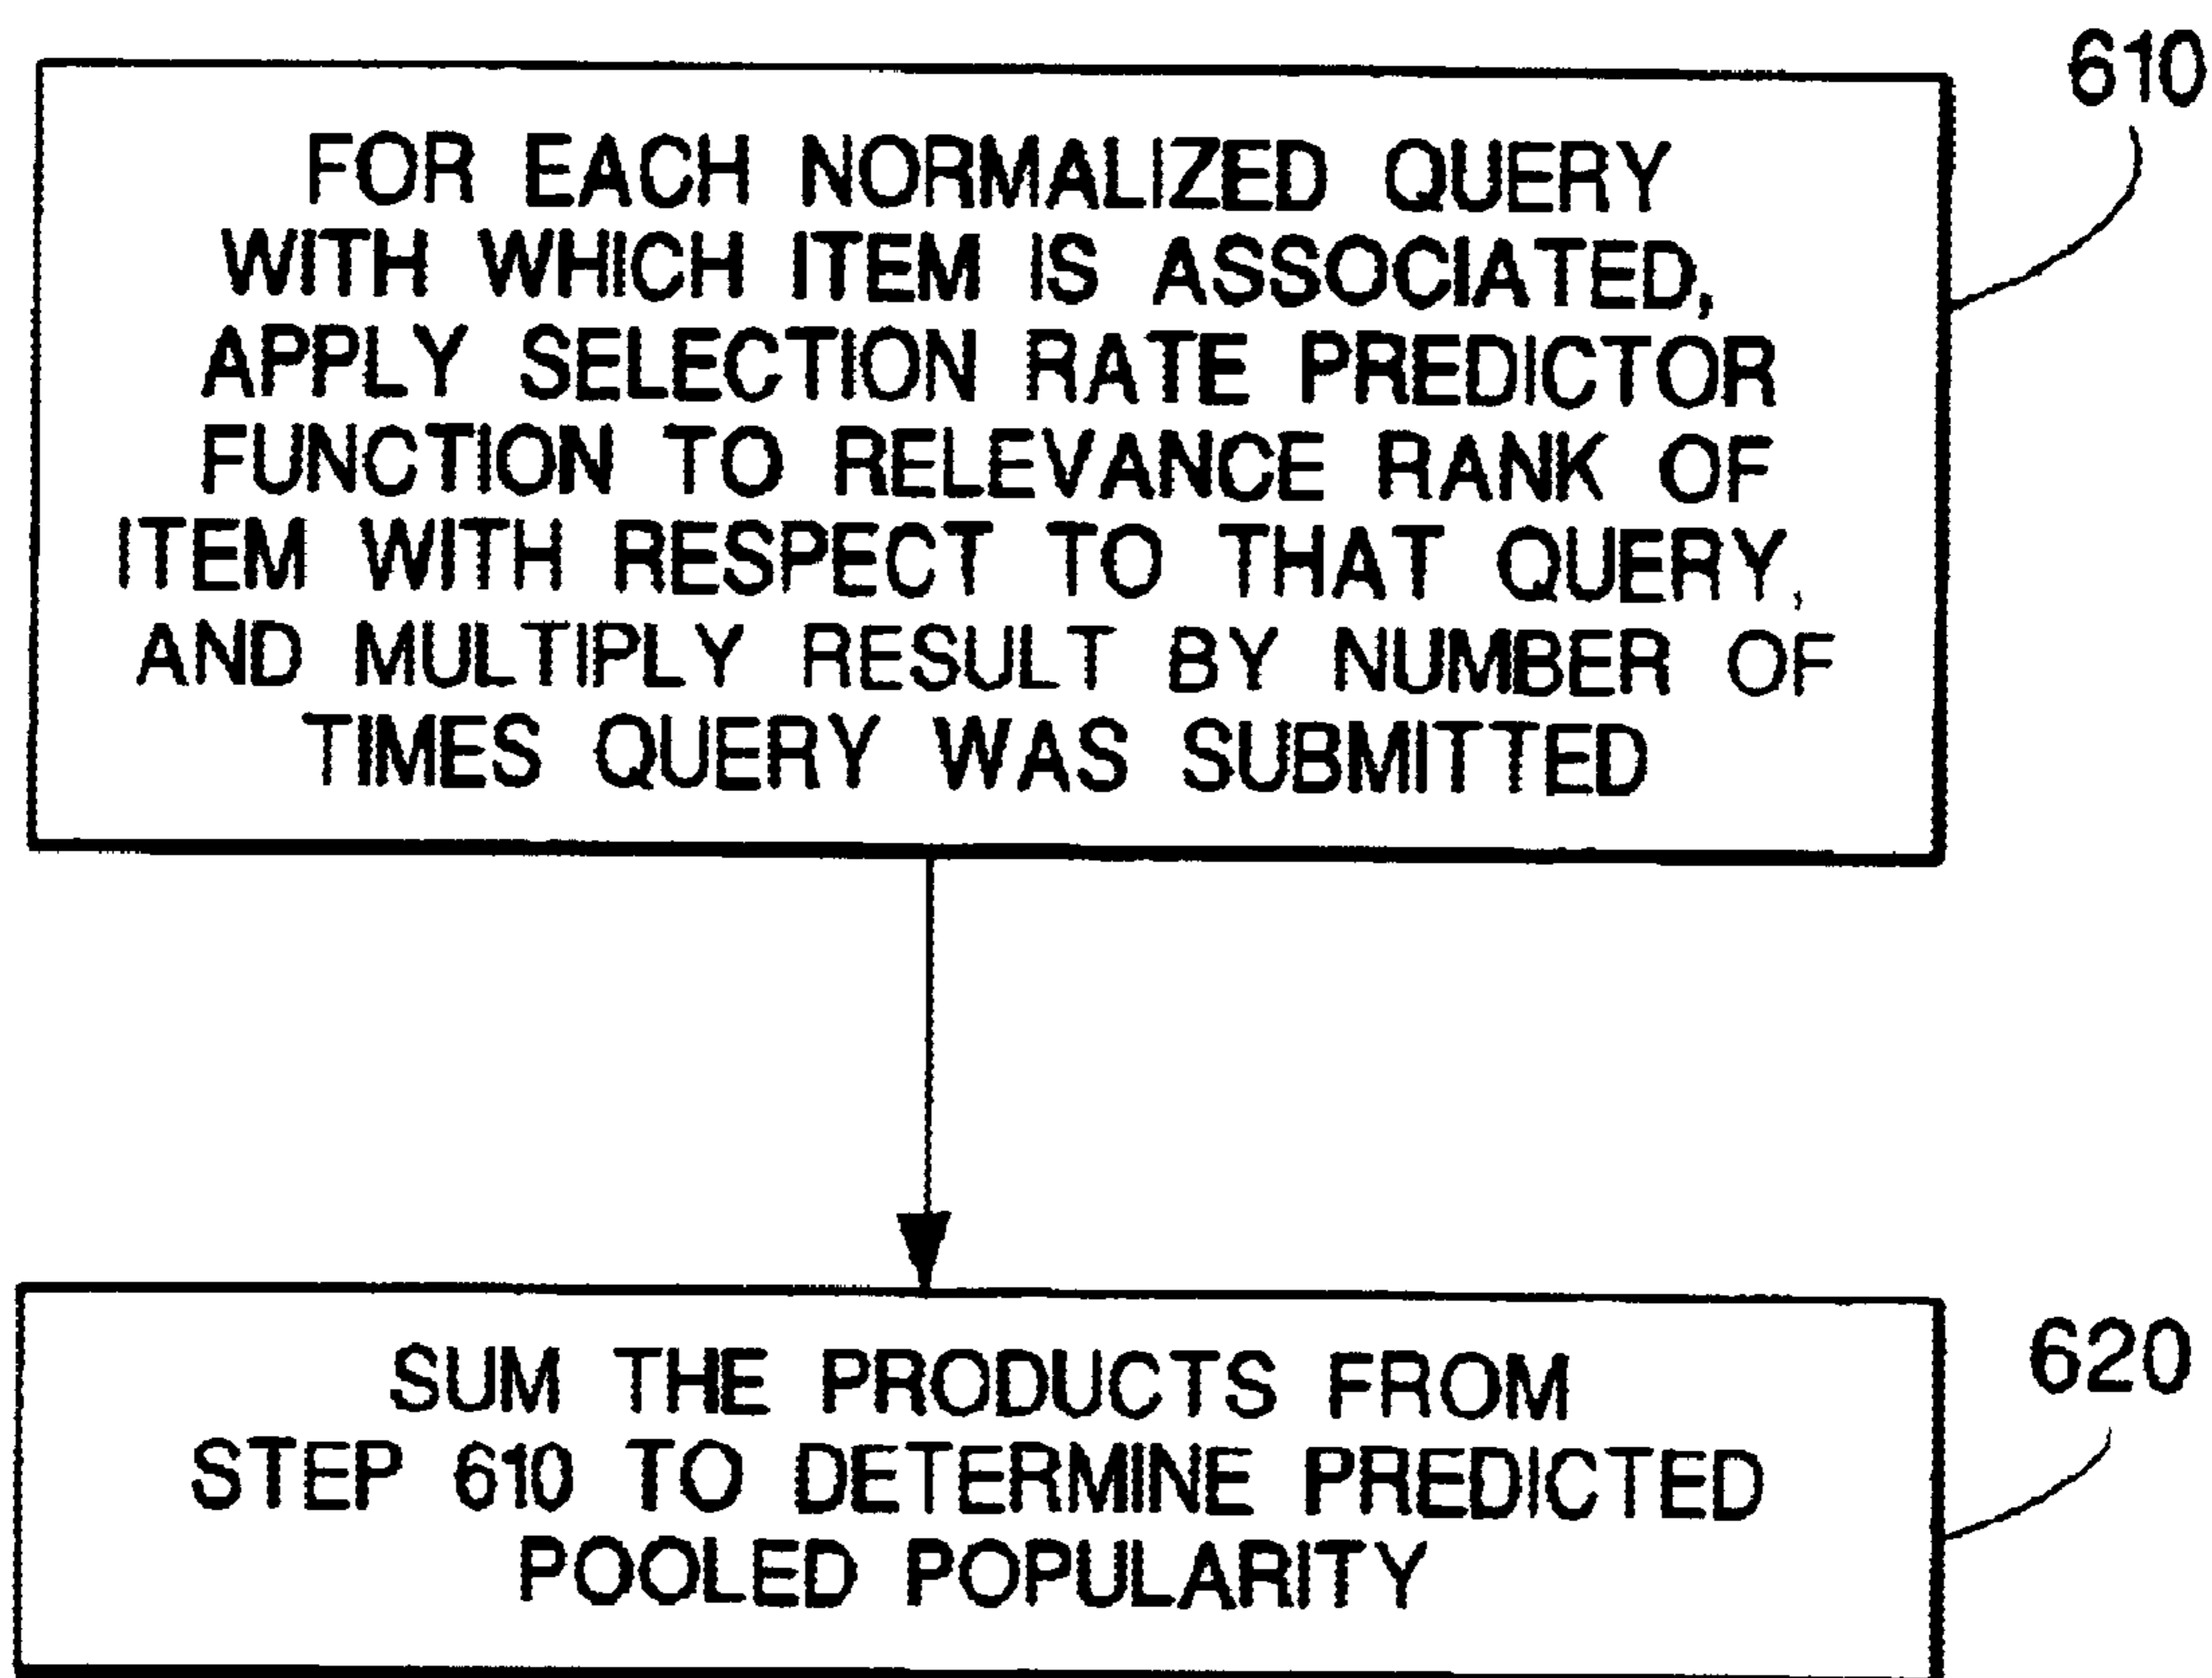 610
FOR EACH NORMALIZED QUERY
WITH WHICH ITEM IS ASSOCIATED,
APPLY SELECTION RATE PREDICTOR
FUNCTION TO RELEVANCE RANK OF
ITEM WITH RESPECT TO THAT QUERY,
AND MULTIPLY RESULT BY NUMBER OF
TIMES QUERY WAS SUBMITTED
620
SUM THE PRODUCTS FROM
STEP 610 TO DETERMINE PREDICTED
POOLED POPULARITY